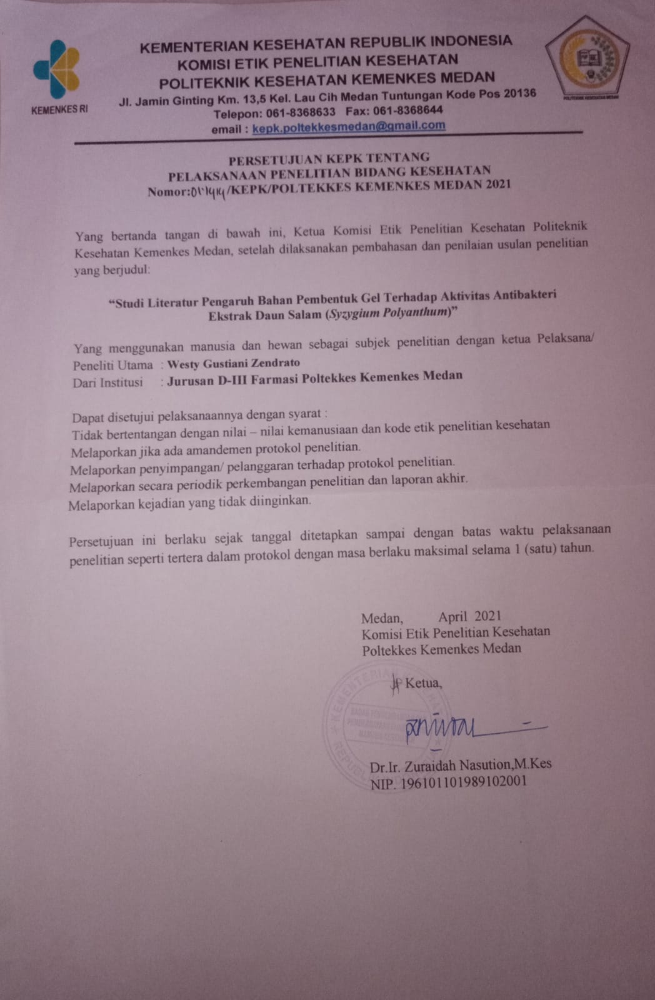 KEMENTERIAN KESEHATAN REPUBLIK INDONESIA
KOMISI ETIK PENELITIAN KESEHATAN
POLITEKNIK KESEHATAN KEMENKES MEDAN
Jl. Jamin Ginting Km. 13,5 Kel. Lau Cih Medan Tuntungan Kode Pos 20136
Telepon: 061-8368633 Fax: 061-8368644
email : kepk.poltekkesmedan@gmail.com
KEMENKES RI
POLITEKNIK KESEHATAN MEDAN
PERSETUJUAN KEPK TENTANG
PELAKSANAAN PENELITIAN BIDANG KESEHATAN
Nomor: /KEPK/POLTEKKES KEMENKES MEDAN 2021
Yang bertanda tangan di bawah ini, Ketua Komisi Etik Penelitian Kesehatan Politeknik
Kesehatan Kemenkes Medan, setelah dilaksanakan pembahasan dan penilaian usulan penelitian
yang berjudul:
“Studi Literatur Pengaruh Bahan Pembentuk Gel Terhadap Aktivitas Antibakteri
Ekstrak Daun Salam (Syzygium Polyanthum)”
Yang menggunakan manusia dan hewan sebagai subjek penelitian dengan ketua Pelaksana/
Peneliti Utama : Westy Gustiani Zendrato
Dari Institusi : Jurusan D-III Farmasi Poltekkes Kemenkes Medan
Dapat disetujui pelaksanaannya dengan syarat :
Tidak bertentangan dengan nilai – nilai kemanusiaan dan kode etik penelitian kesehatan
Melaporkan jika ada amandemen protokol penelitian.
Melaporkan penyimpangan/ pelanggaran terhadap protokol penelitian.
Melaporkan secara periodik perkembangan penelitian dan laporan akhir.
Melaporkan kejadian yang tidak diinginkan.
Persetujuan ini berlaku sejak tanggal ditetapkan sampai dengan batas waktu pelaksanaan
penelitian seperti tertera dalam protokol dengan masa berlaku maksimal selama 1 (satu) tahun.
Medan, April 2021
Komisi Etik Penelitian Kesehatan
Poltekkes Kemenkes Medan
Ketua,
Dr.Ir. Zuraidah Nasution,M.Kes
NIP. 196101101989102001